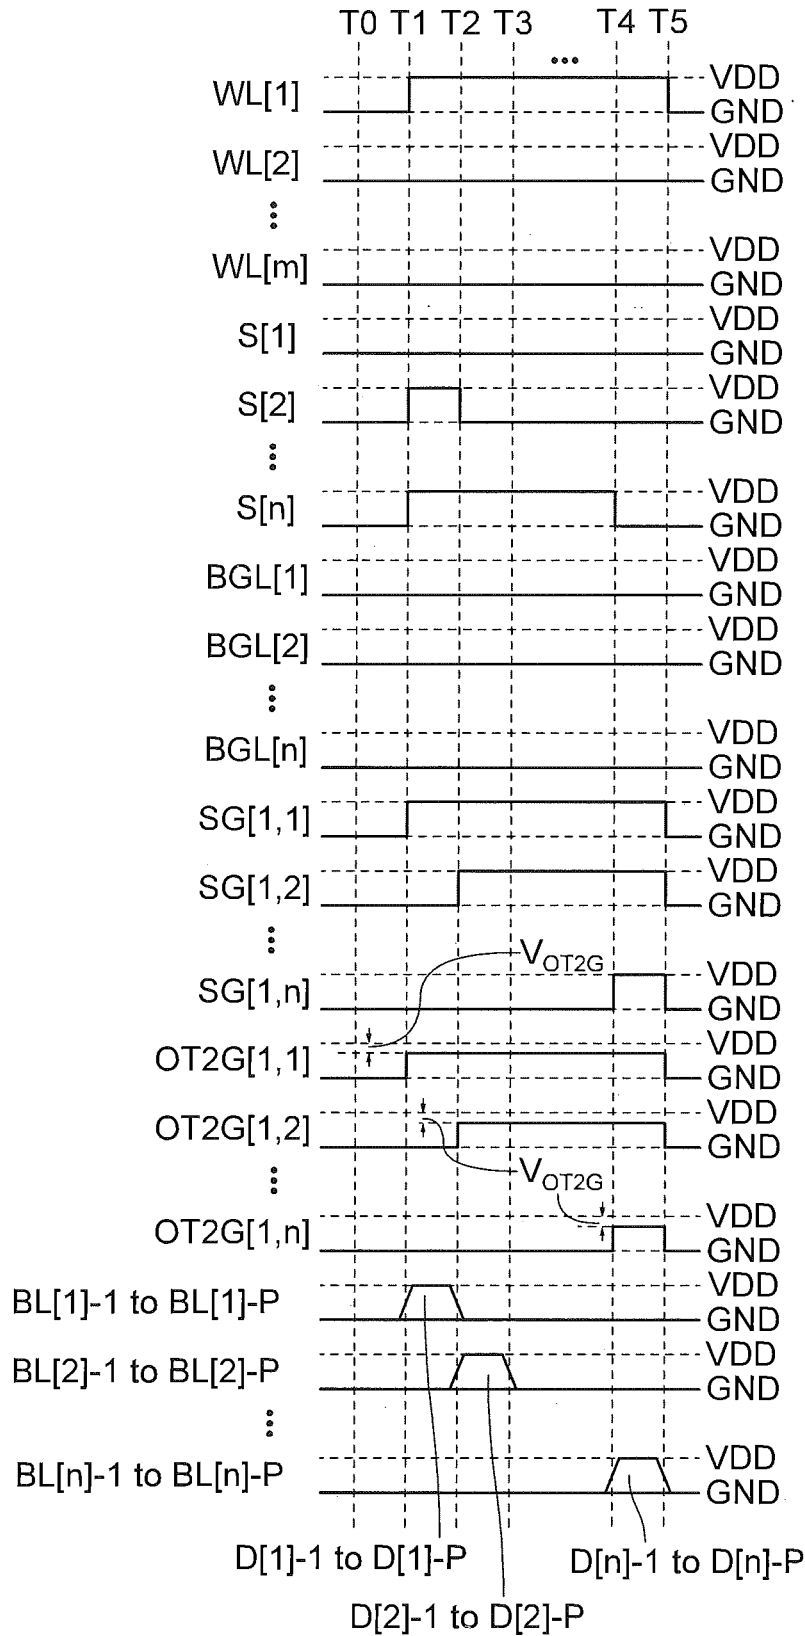 T0 T1 T2 T3 T4 T5
WL[1] VDD
GND
WL[2] VDD
GND
WL[m] VDD
GND
S[1] VDD
GND
S[2] VDD
GND
S[n] VDD
GND
BGL[1] VDD
GND
BGL[2] VDD
GND
BGL[n] VDD
GND
SG[1,1] VDD
GND
SG[1,2] VDD
GND
VOT2G
SG[1,n] VDD
GND
OT2G[1,1] VDD
GND
OT2G[1,2] VDD
GND
VOT2G
OT2G[1,n] VDD
GND
BL[1]-1 to BL[1]-P VDD
GND
BL[2]-1 to BL[2]-P VDD
GND
BL[n]-1 to BL[n]-P VDD
GND
D[1]-1 to D[1]-P D[n]-1 to D[n]-P
D[2]-1 to D[2]-P